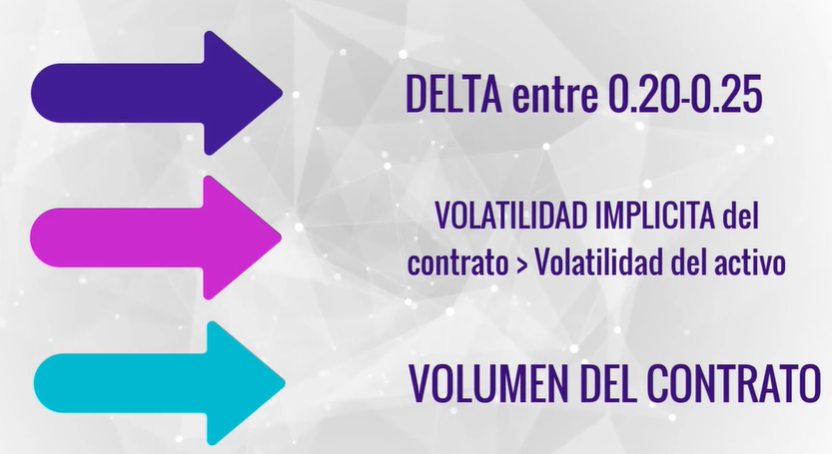 DELTA entre 0.20-0.25
VOLATILIDAD IMPLICITA del
contrato > Volatilidad del activo
VOLUMEN DEL CONTRATO